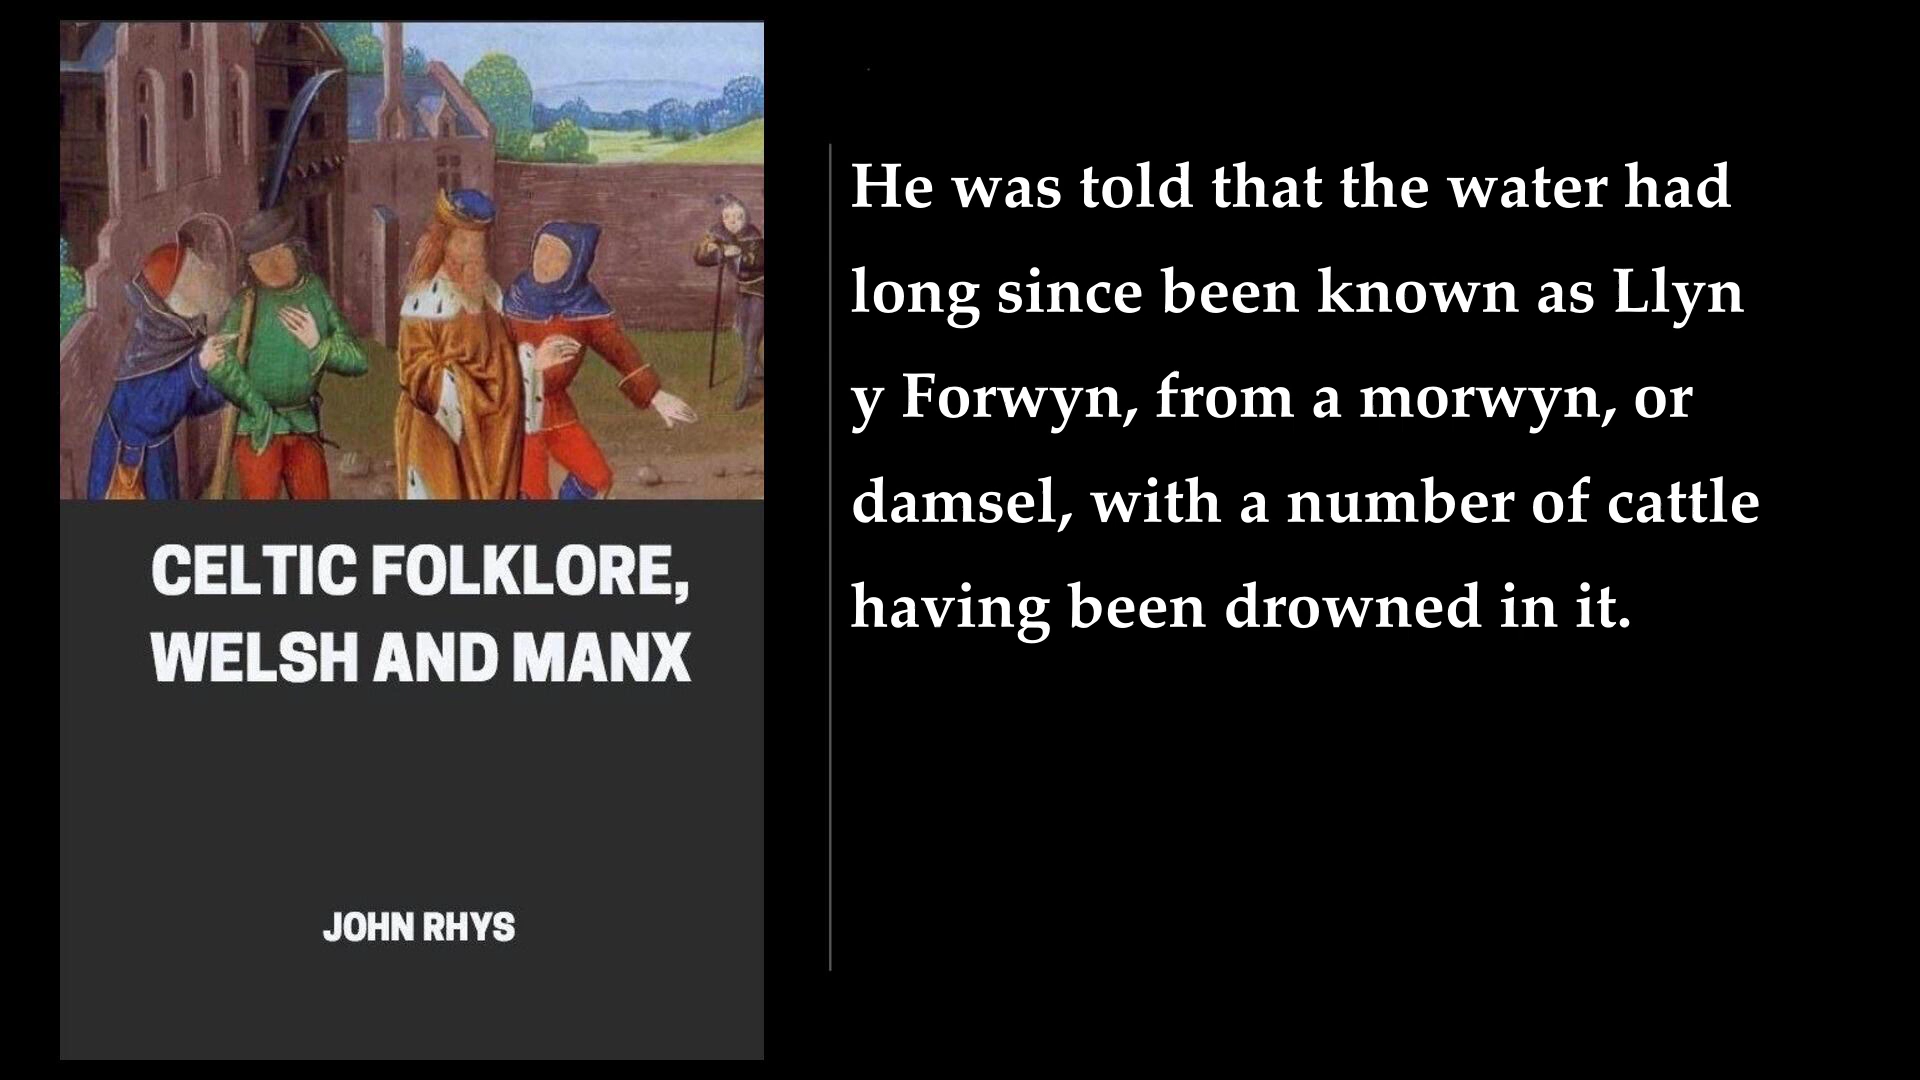 CELTIC FOLKLORE,
WELSH AND MANX
JOHN RHYS
He was told that the water had
long since been known as Llyn
y Forwyn, from a morwyn, or
damsel, with a number of cattle
having been drowned in it.